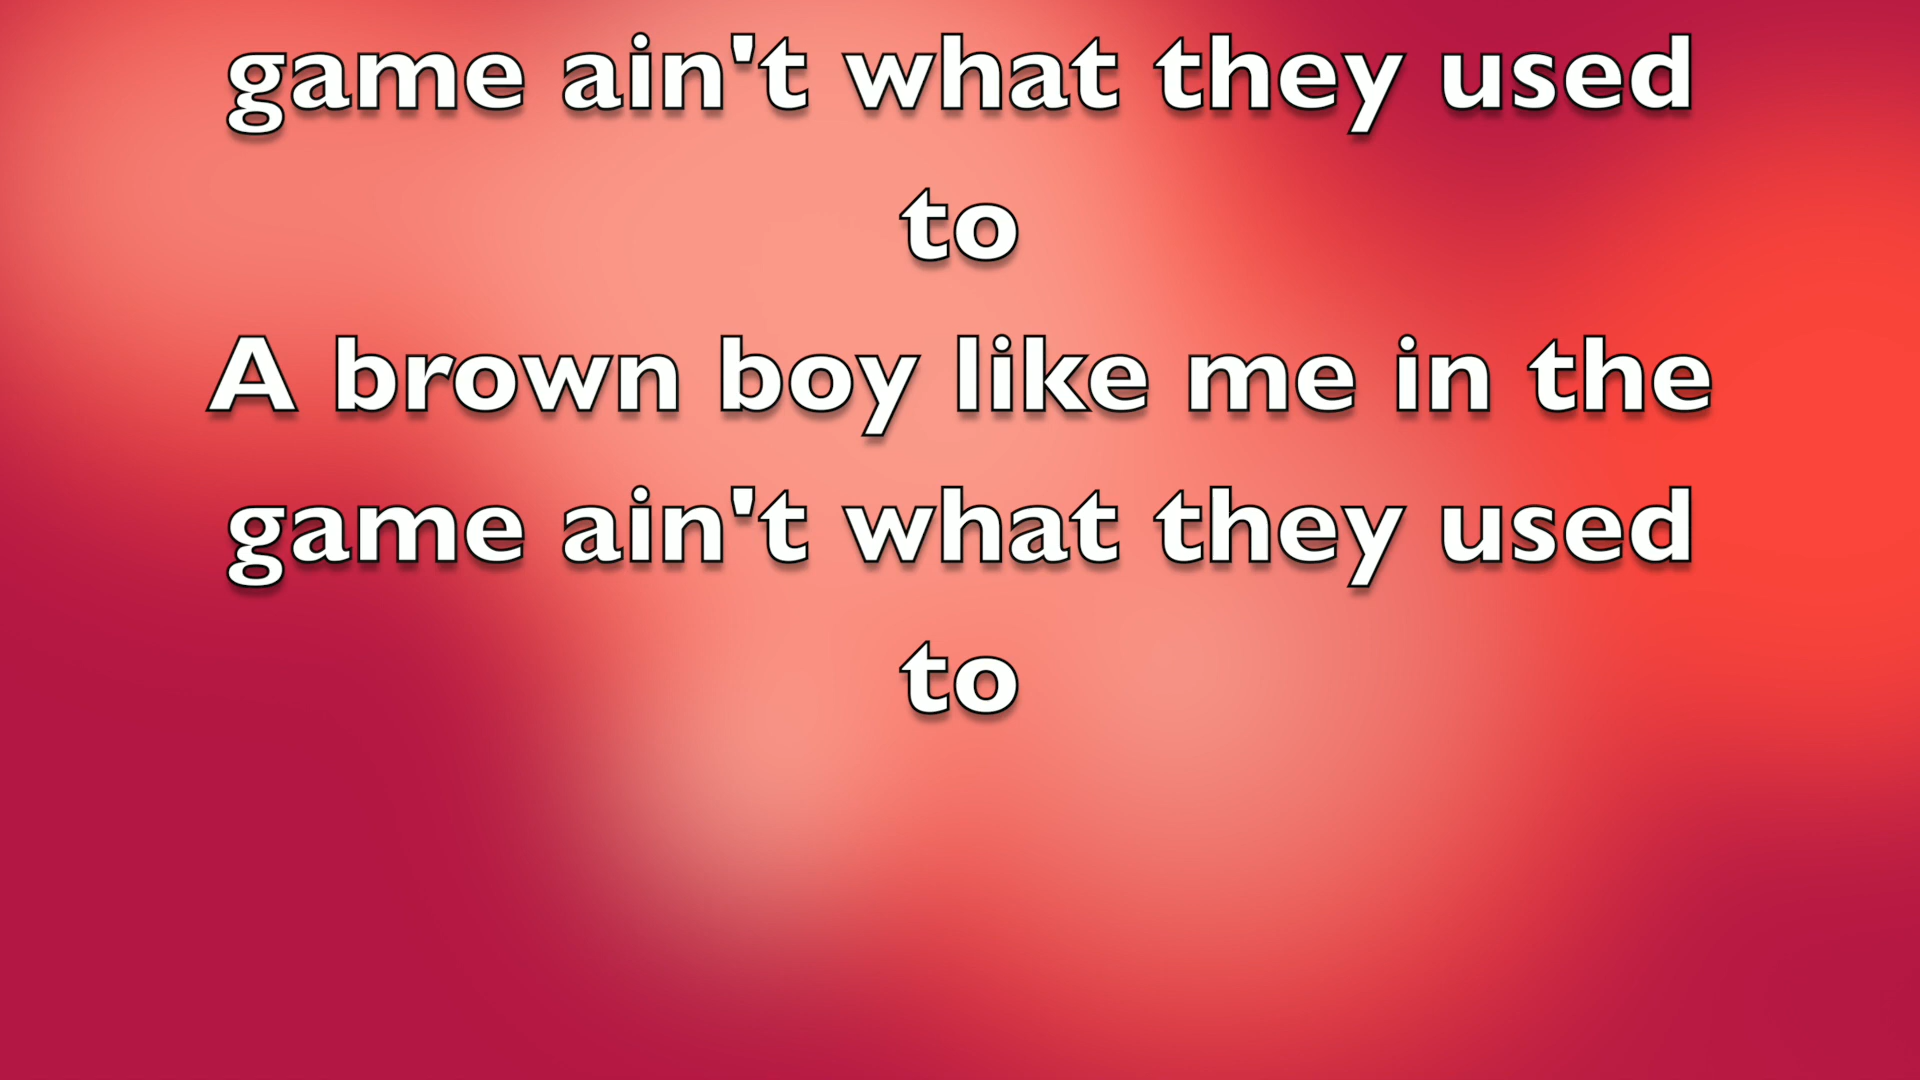 game ain't what they used
to
A brown boy like me in the
game ain't what they used
to